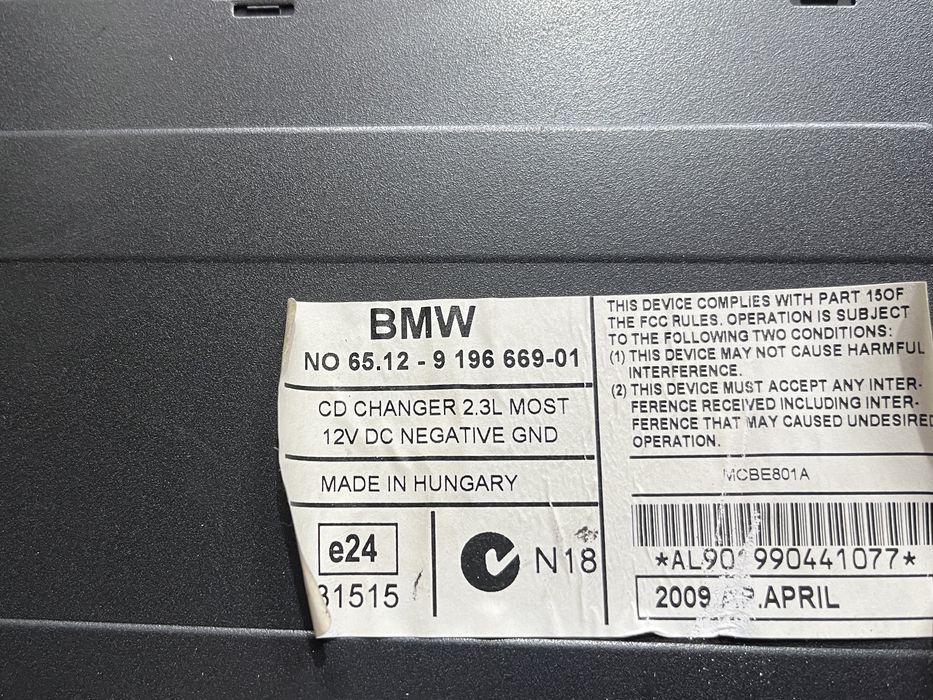 BMW
NO 65.12 - 9 196 669-01
CD CHANGER 2.3L MOST
12V DC NEGATIVE GND
MADE IN HUNGARY
e24
31515
N18
THIS DEVICE COMPLIES WITH PART 15OF
THE FCC RULES. OPERATION IS SUBJECT
TO THE FOLLOWING TWO CONDITIONS:
(1) THIS DEVICE MAY NOT CAUSE HARMFUL
INTERFERENCE.
(2) THIS DEVICE MUST ACCEPT ANY INTER-
FERENCE RECEIVED INCLUDING INTER-
FERENCE THAT MAY CAUSED UNDESIRED
OPERATION.
MCBE801A
2009 .APRIL